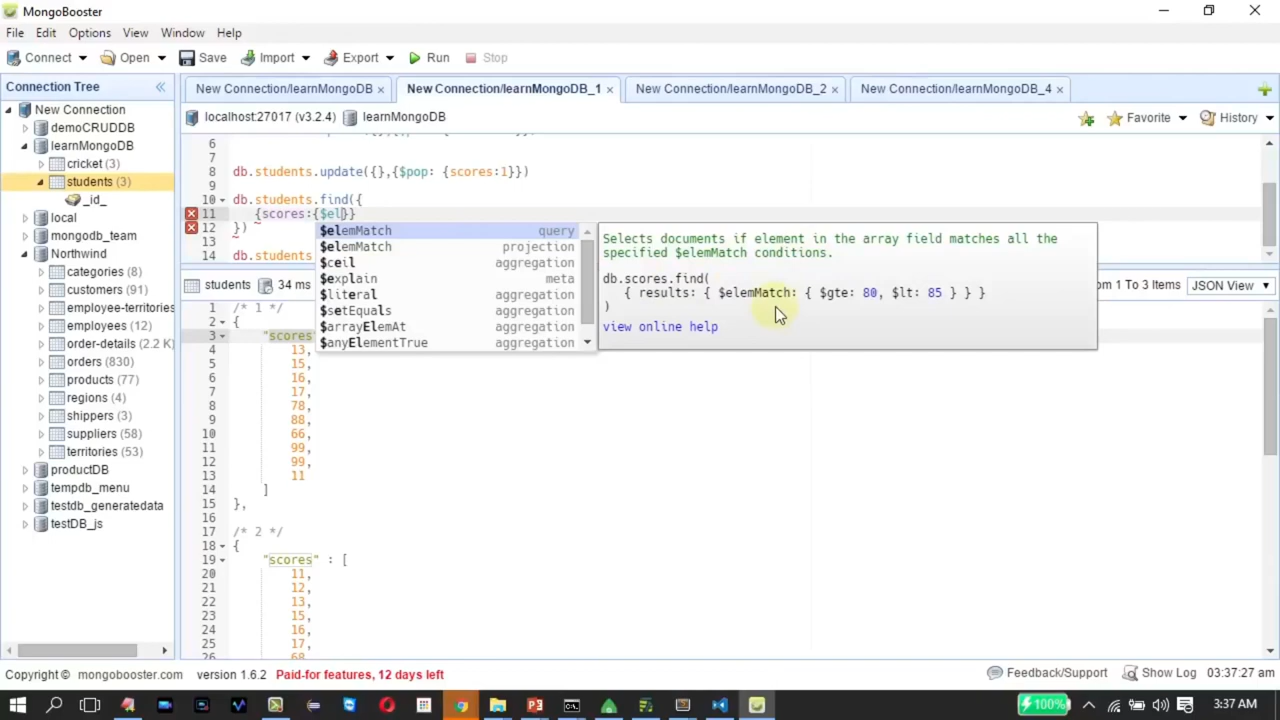 MongoBooster
File Edit Options View Window Help
Connect Open Save Import Export Run Stop
Connection Tree
New Connection/learnMongoDB × New Connection/learnMongoDB_1 × New Connection/learnMongoDB_2 × New Connection/learnMongoDB_4 ×
New Connection
demoCRUDDB
learnMongoDB
cricket (3)
students (3)
_id_
local
mongodb_team
Northwind
categories (8)
customers (91)
employee-territories
employees (12)
order-details (2.2 K
orders (830)
products (77)
regions (4)
shippers (3)
suppliers (58)
territories (53)
productDB
tempdb_menu
testdb_generatedata
testDB_js
localhost:27017 (v3.2.4) learnMongoDB
Favorite History
6
7
8 db.students.update({},{$pop: {scores:1}})
9
10 db.students.find({
11 {scores:{$el}}
12 })
13
14 db.students
$elemMatch query
$elemMatch projection
$ceil aggregation
$explain meta
$literal aggregation
$setEquals aggregation
$arrayElemAt aggregation
$anyElementTrue aggregation
Selects documents if element in the array field matches all the
specified $elemMatch conditions.
db.scores.find(
{ results: { $elemMatch: { $gte: 80, $lt: 85 } } }
)
view online help
students 34 ms
om 1 To 3 Items JSON View
1 /* 1 */
2 {
3 "scores"
4 13,
5 15,
6 16,
7 17,
8 78,
9 88,
10 66,
11 99,
12 99,
13 11
14 ]
15 },
16
17 /* 2 */
18 {
19 "scores" : [
20 11,
21 12,
22 13,
23 15,
24 16,
25 17,
26 68
Copyright © mongobooster.com version 1.6.2 Paid-for features, 12 days left
Feedback/Support Show Log 03:37:27 am
100% 3:37 AM